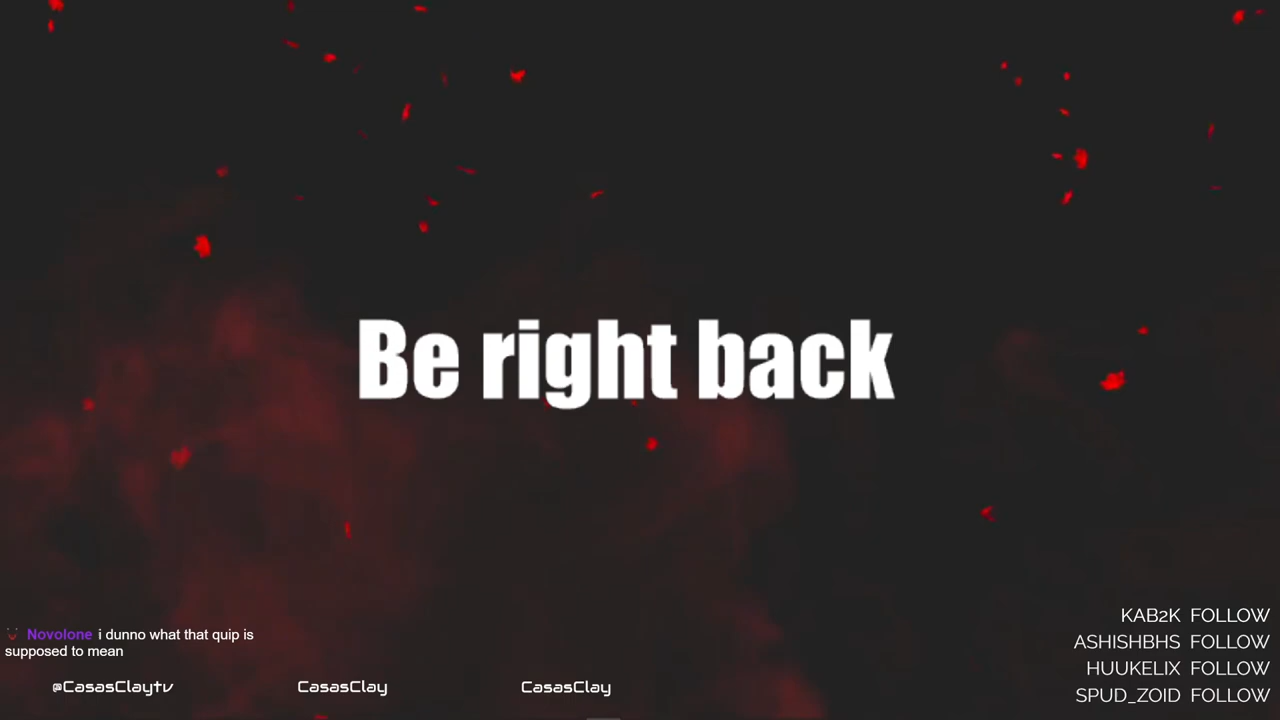 Be right back
Novolone i dunno what that quip is
supposed to mean
@CasasClaytv
CasasClay
CasasClay
KAB2K FOLLOW
ASHISHBHS FOLLOW
HUUKELIX FOLLOW
SPUD_ZOID FOLLOW